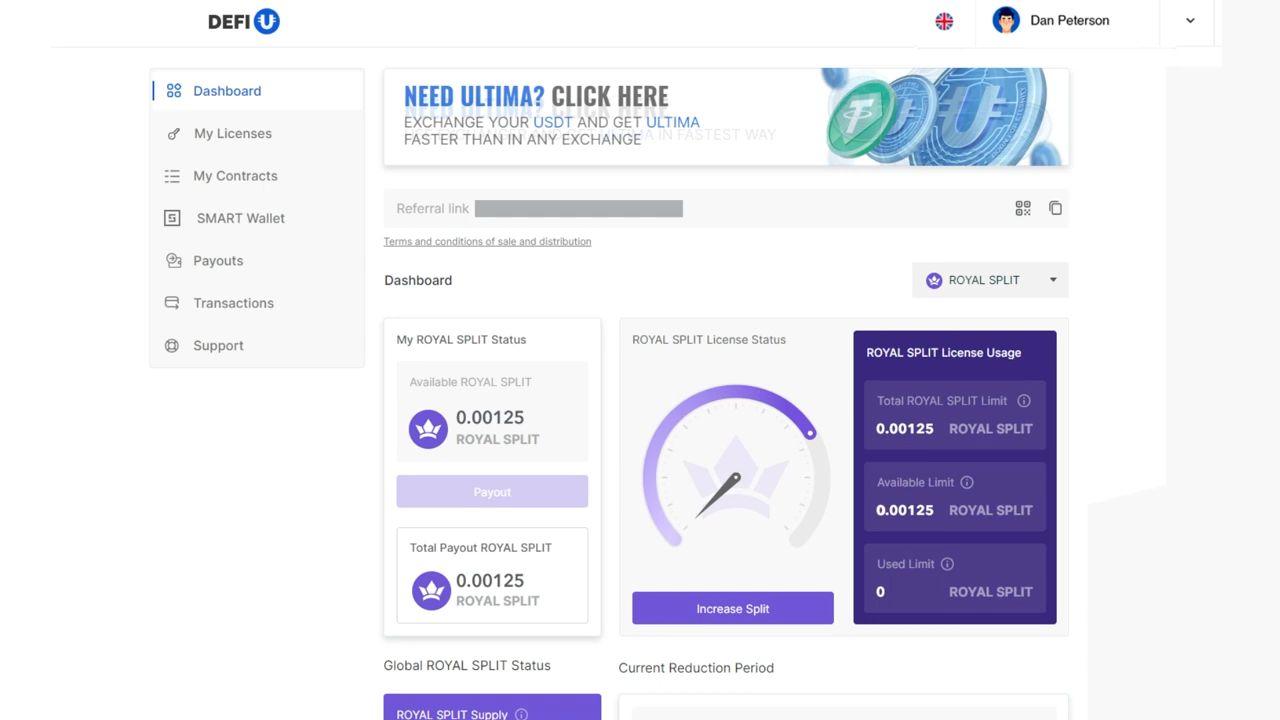 DEFI U
Dan Peterson
Dashboard
My Licenses
My Contracts
SMART Wallet
Payouts
Transactions
Support
NEED ULTIMA? CLICK HERE
EXCHANGE YOUR USDT AND GET ULTIMA
FASTER THAN IN ANY EXCHANGE
IN FASTEST WAY
Referral link
Terms and conditions of sale and distribution
Dashboard
ROYAL SPLIT
My ROYAL SPLIT Status
Available ROYAL SPLIT
0.00125
ROYAL SPLIT
Payout
Total Payout ROYAL SPLIT
0.00125
ROYAL SPLIT
ROYAL SPLIT License Status
Increase Split
ROYAL SPLIT License Usage
Total ROYAL SPLIT Limit
0.00125 ROYAL SPLIT
Available Limit
0.00125 ROYAL SPLIT
Used Limit
0 ROYAL SPLIT
Global ROYAL SPLIT Status
Current Reduction Period
ROYAL SPLIT Supply